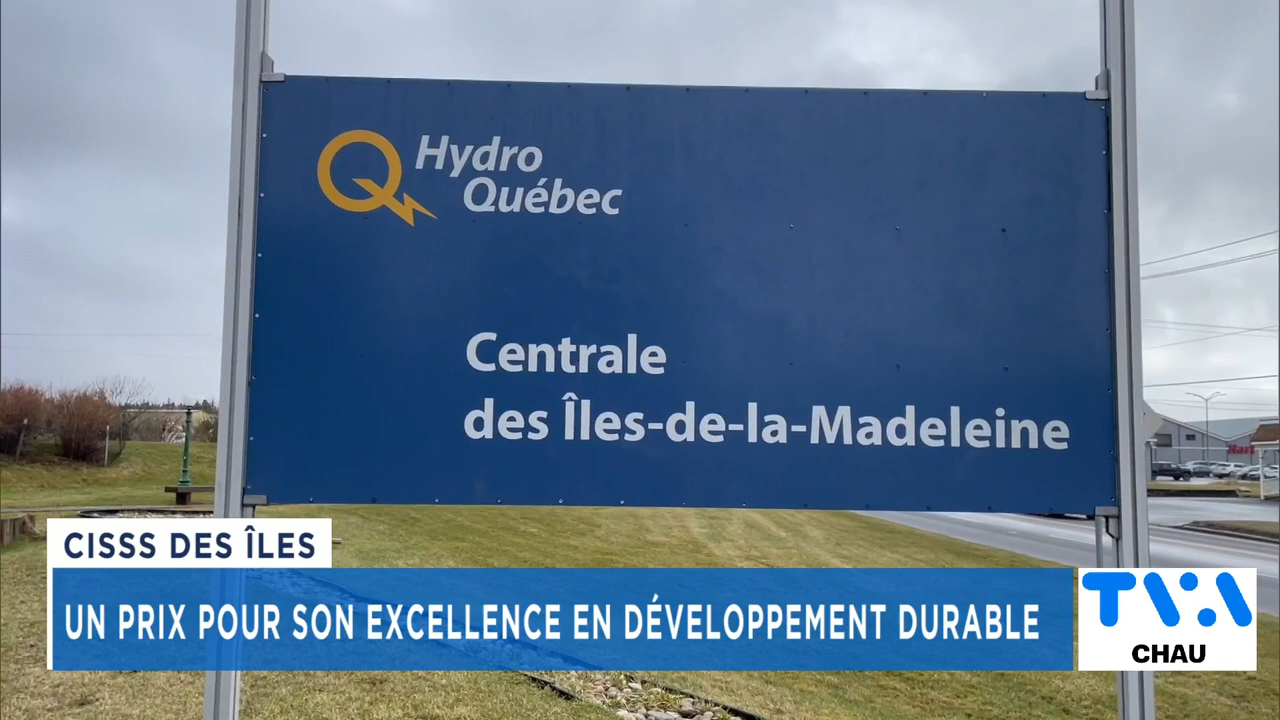 Hydro
Québec
Centrale
des Îles-de-la-Madeleine
Hart
CISSS DES ÎLES
UN PRIX POUR SON EXCELLENCE EN DÉVELOPPEMENT DURABLE
TVA
CHAU